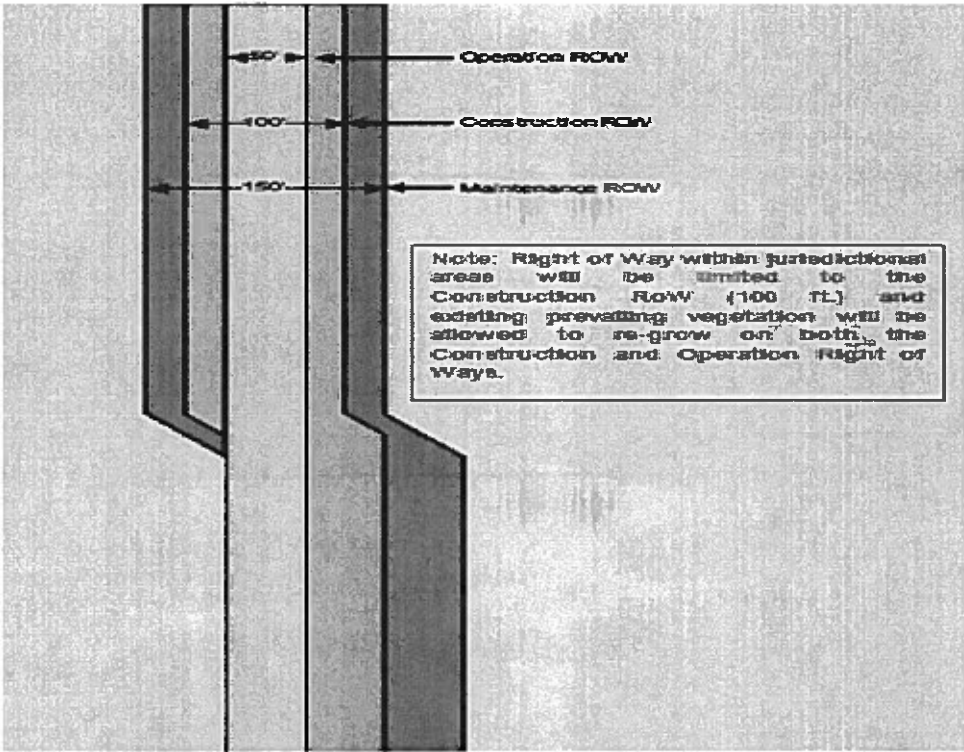 50'
Operation ROW
100'
Construction ROW
150'
Maintenance ROW
Note: Right of Way within jurisdictional
areas will be limited to the
Construction RoW (100 ft.) and
existing prevailing vegetation will be
allowed to re-grow on both the
Construction and Operation Right of
Ways.